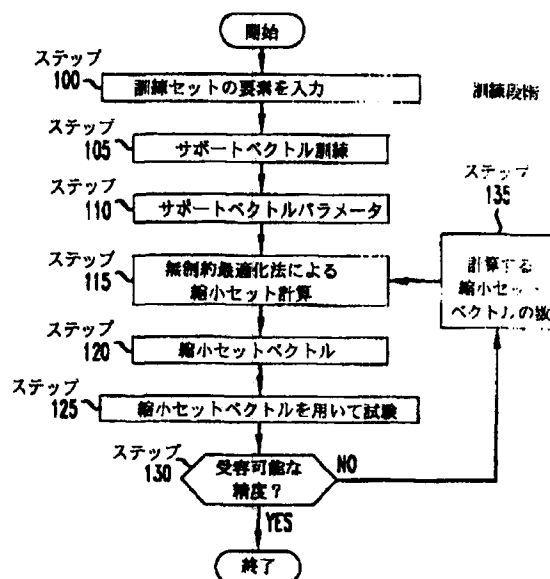 開始
ステップ
100
訓練セットの要素を入力
訓練段階
ステップ
105
サポートベクトル訓練
ステップ
110
サポートベクトルパラメータ
ステップ
135
計算する
縮小セット
ベクトルの数
ステップ
115
無制約最適化法による
縮小セット計算
ステップ
120
縮小セットベクトル
ステップ
125
縮小セットベクトルを用いて試験
ステップ
130
受容可能な
精度?
NO
YES
終了